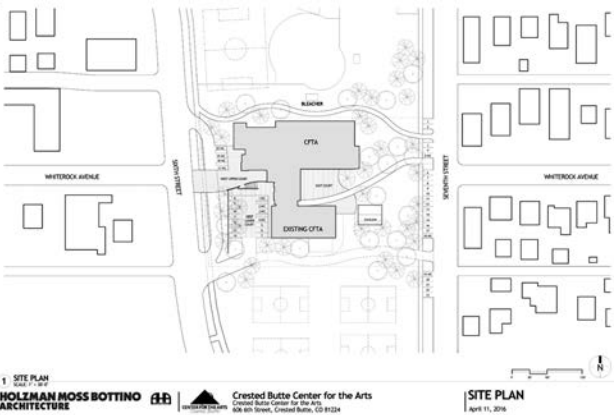 BLEACHER
CFTA
SIXTH STREET
SEVENTH STREET
WHITEROCK AVENUE
WHITEROCK AVENUE
EAST COURT
EXISTING CFTA
N
1 SITE PLAN
HOLZMAN MOSS BOTTINO
ARCHITECTURE
Crested Butte Center for the Arts
Crested Butte Center for the Arts
606 6th Street, Crested Butte, CO 81224
SITE PLAN
April 11, 2016